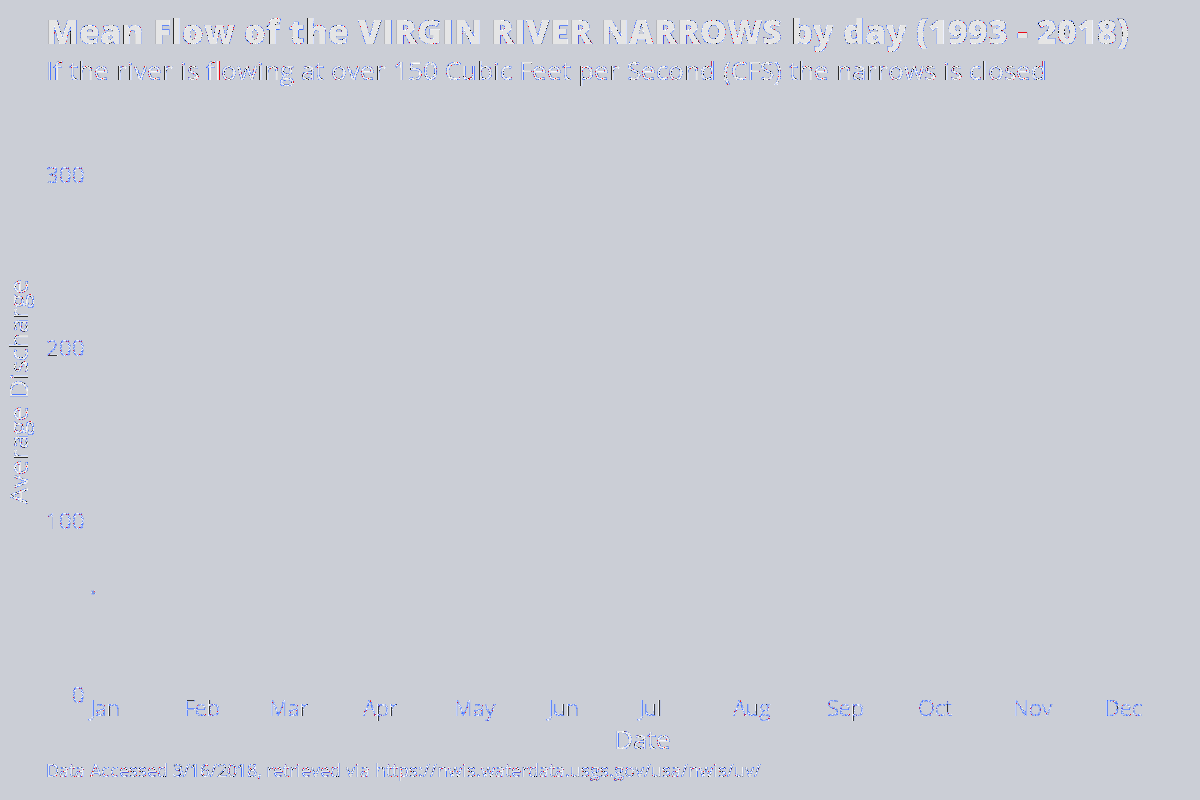 Mean Flow of the VIRGIN RIVER NARROWS by day (1993 - 2018)
If the river is flowing at over 150 Cubic Feet per Second (CFS) the narrows is closed
300
200
100
0
Average Discharge
Jan Feb Mar Apr May Jun Jul Aug Sep Oct Nov Dec
Date
Data Accessed retrieved via https://nwis.waterdata.usgs.gov/usa/nwis/uv/